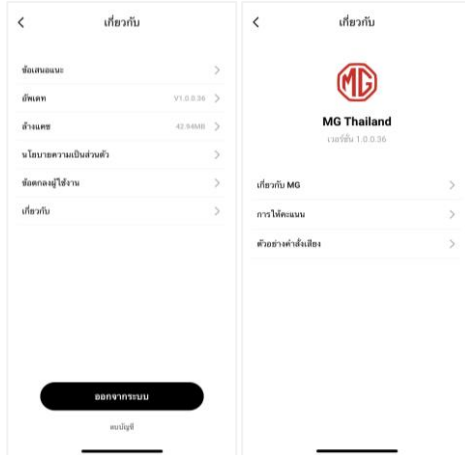 เกี่ยวกับ
ข้อเสนอแนะ
อัพเดท V1.0.0.36
ล้างแคช 42.94MB
นโยบายความเป็นส่วนตัว
ข้อตกลงผู้ใช้งาน
เกี่ยวกับ
ออกจากระบบ
ลบบัญชี
เกี่ยวกับ
MG
MG Thailand
เวอร์ชั่น 1.0.0.36
เกี่ยวกับ MG
การให้คะแนน
ตัวอย่างคำสั่งเสียง